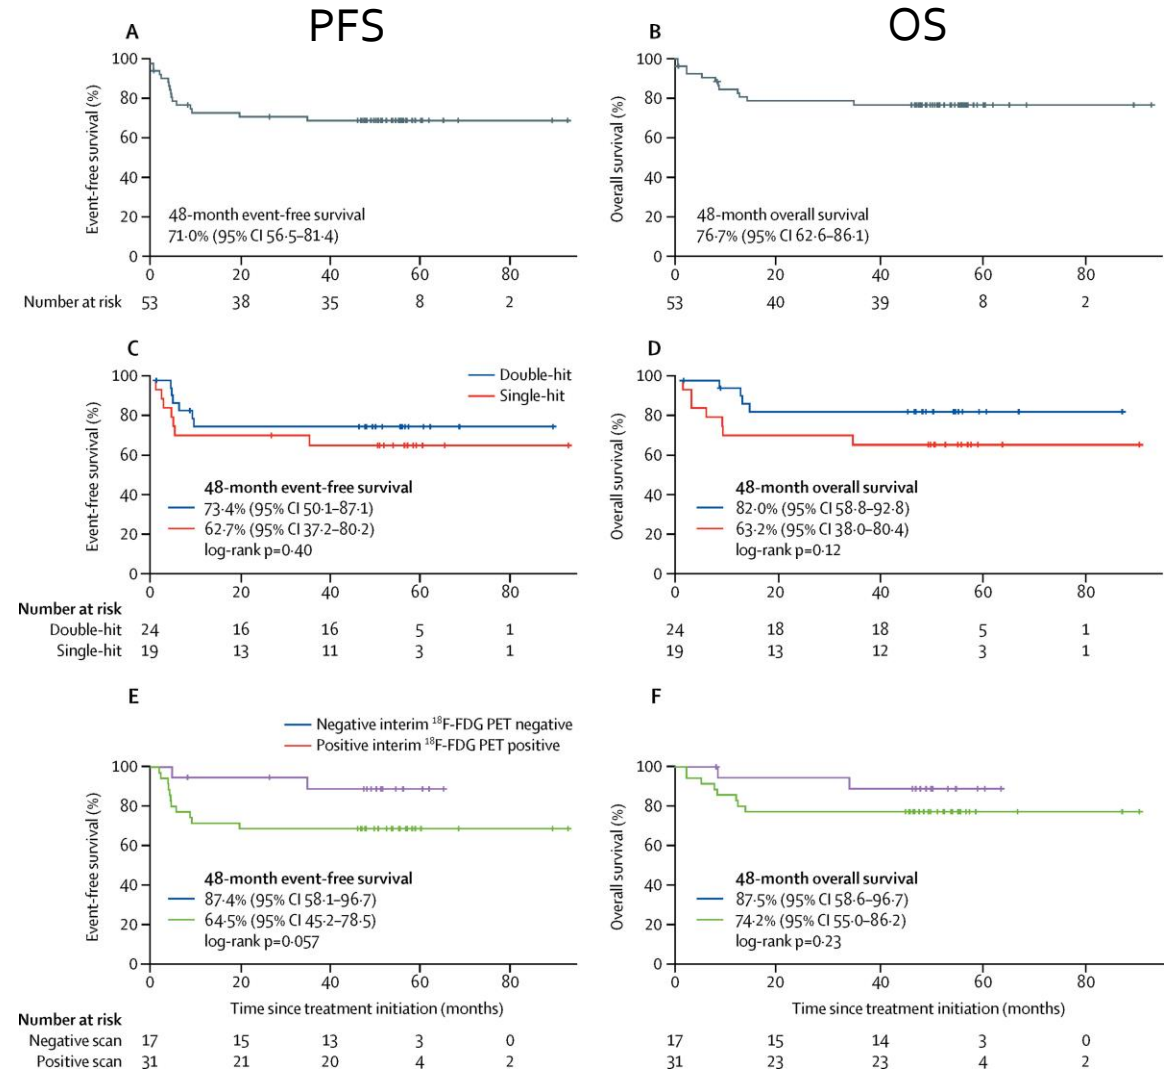 PFS
OS
A
100
80
60
40
20
0
Event-free survival (%)
48-month event-free survival
71·0% (95% CI 56·5–81·4)
0 20 40 60 80
Number at risk 53 38 35 8 2
B
100
80
60
40
20
0
Overall survival (%)
48-month overall survival
76·7% (95% CI 62·6–86·1)
0 20 40 60 80
53 40 39 8 2
C
100
80
60
40
20
0
Event-free survival (%)
Double-hit
Single-hit
48-month event-free survival
73·4% (95% CI 50·1–87·1)
62·7% (95% CI 37·2–80·2)
log-rank p=0·40
0 20 40 60 80
Number at risk
Double-hit 24 16 16 5 1
Single-hit 19 13 11 3 1
D
100
80
60
40
20
0
Overall survival (%)
48-month overall survival
82·0% (95% CI 58·8–92·8)
63·2% (95% CI 38·0–80·4)
log-rank p=0·12
0 20 40 60 80
24 18 18 5 1
19 13 12 3 1
E
Negative interim ¹⁸F-FDG PET negative
Positive interim ¹⁸F-FDG PET positive
100
80
60
40
20
0
Event-free survival (%)
48-month event-free survival
87·4% (95% CI 58·1–96·7)
64·5% (95% CI 45·2–78·5)
log-rank p=0·057
0 20 40 60 80
Time since treatment initiation (months)
Number at risk
Negative scan 17 15 13 3 0
Positive scan 31 21 20 4 2
F
100
80
60
40
20
0
Overall survival (%)
48-month overall survival
87·5% (95% CI 58·6–96·7)
74·2% (95% CI 55·0–86·2)
log-rank p=0·23
0 20 40 60 80
Time since treatment initiation (months)
17 15 14 3 0
31 23 23 4 2